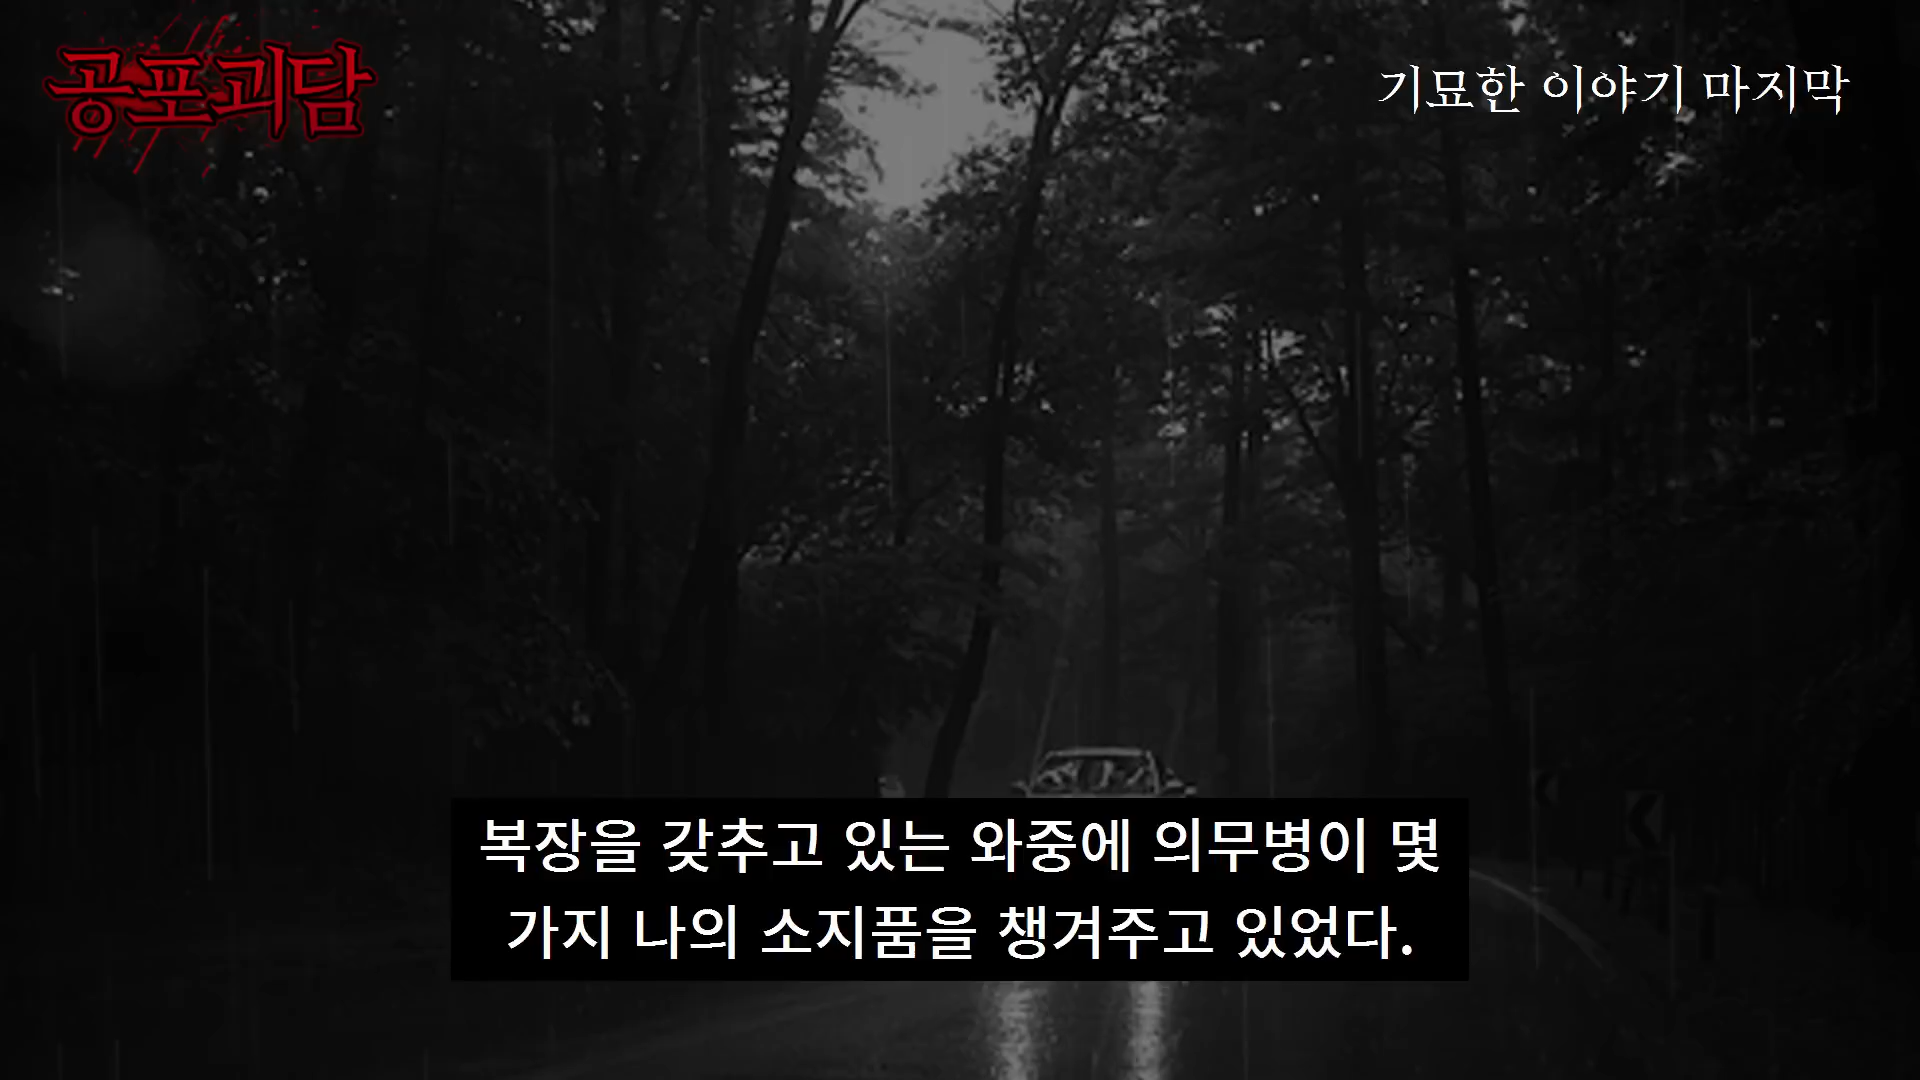 공포괴담
기묘한 이야기 마지막
복장을 갖추고 있는 와중에 의무병이 몇
가지 나의 소지품을 챙겨주고 있었다.